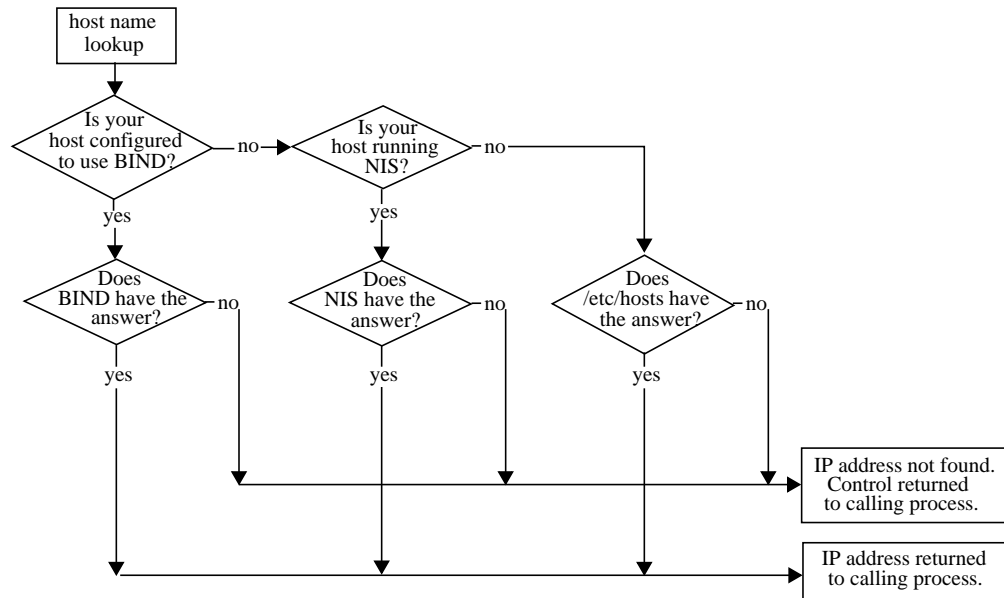 host name
lookup
Is your
host configured
to use BIND?
no
Is your
host running
NIS?
no
yes
yes
Does
BIND have the
answer?
no
Does
NIS have the
answer?
no
Does
/etc/hosts have
the answer?
no
yes
yes
yes
IP address not found.
Control returned
to calling process.
IP address returned
to calling process.